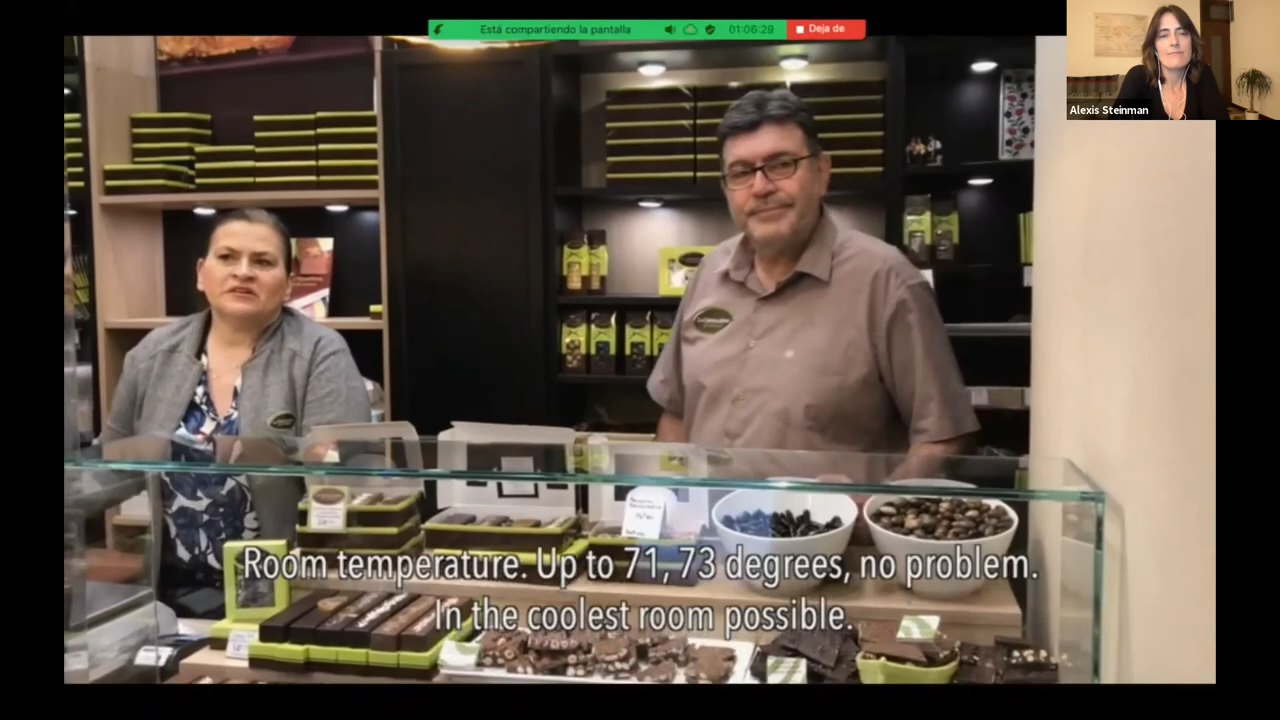 Está compartiendo la pantalla
01:06:29
Deja de
Alexis Steinman
Room temperature. Up to 71, 73 degrees, no problem.
In the coolest room possible.